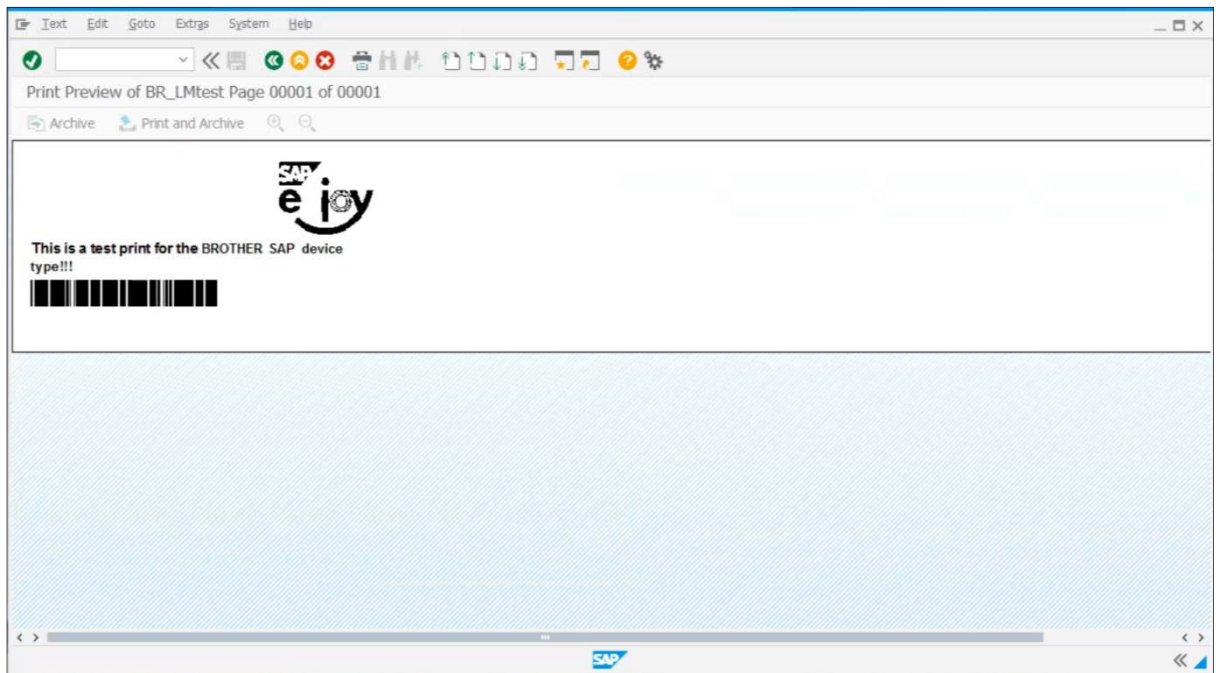 Text Edit Goto Extras System Help
Print Preview of BR_LMtest Page 00001 of 00001
Archive Print and Archive
SAP
e joy
This is a test print for the BROTHER SAP device
type!!!
SAP